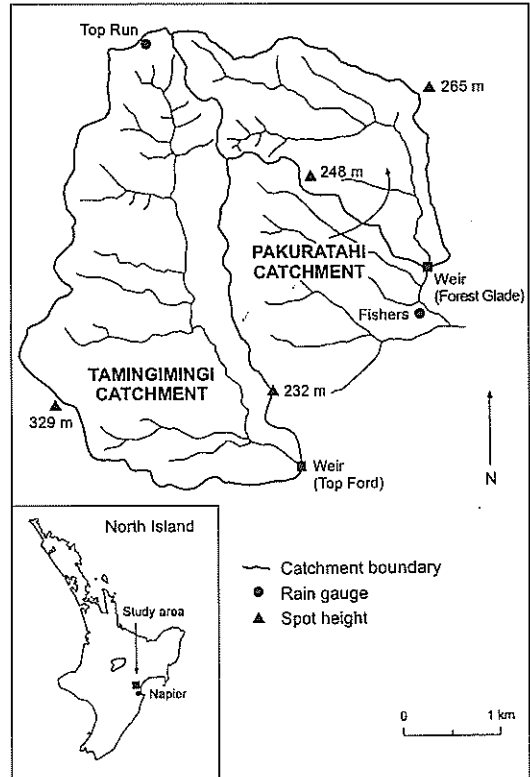 Top Run
265 m
248 m
PAKURATAHI
CATCHMENT
Weir
(Forest Glade)
Fishers
TAMINGIMINGI
CATCHMENT
232 m
329 m
Weir
(Top Ford)
N
North Island
Study area
Napier
Catchment boundary
Rain gauge
Spot height
0 1 km